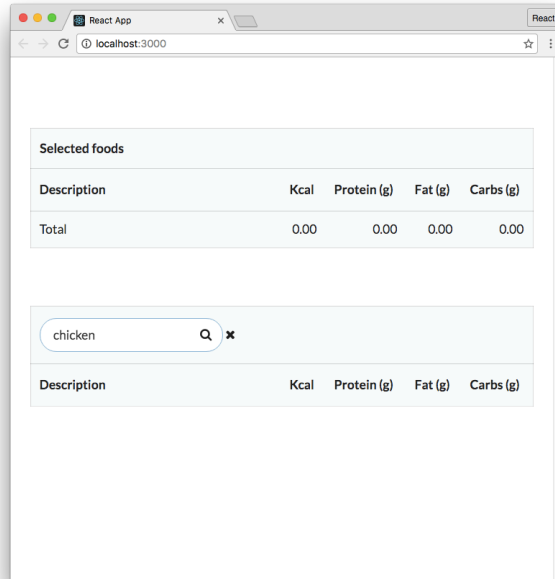 React App
React
localhost:3000
Selected foods
Description Kcal Protein (g) Fat (g) Carbs (g)
Total 0.00 0.00 0.00 0.00
chicken
Description Kcal Protein (g) Fat (g) Carbs (g)